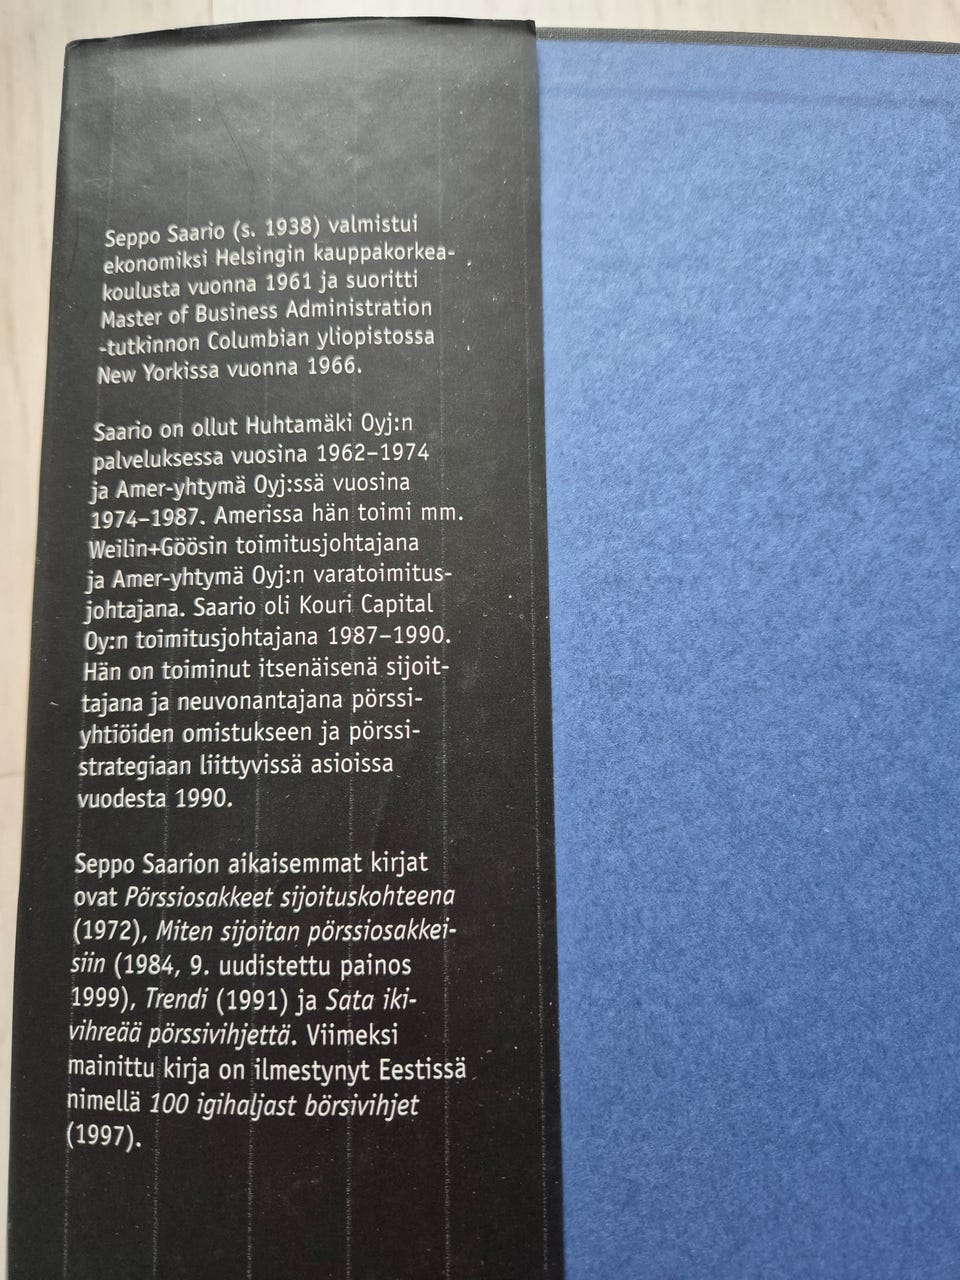 Seppo Saario (s. 1938) valmistui
ekonomiksi Helsingin kauppakorkea-
koulusta vuonna 1961 ja suoritti
Master of Business Administration
-tutkinnon Columbian yliopistossa
New Yorkissa vuonna 1966.
Saario on ollut Huhtamäki Oyj:n
palveluksessa vuosina 1962–1974
ja Amer-yhtymä Oyj:ssä vuosina
1974–1987. Amerissa hän toimi mm.
Weilin+Göösin toimitusjohtajana
ja Amer-yhtymä Oyj:n varatoimitus-
johtajana. Saario oli Kouri Capital
Oy:n toimitusjohtajana 1987–1990.
Hän on toiminut itsenäisenä sijoit-
tajana ja neuvonantajana pörssi-
yhtiöiden omistukseen ja pörssi-
strategiaan liittyvissä asioissa
vuodesta 1990.
Seppo Saarion aikaisemmat kirjat
ovat Pörssiosakkeet sijoituskohteena
(1972), Miten sijoitan pörssiosakkei-
siin (1984, 9. uudistettu painos
1999), Trendi (1991) ja Sata iki-
vihreää pörssivihjettä. Viimeksi
mainittu kirja on ilmestynyt Eestissä
nimellä 100 igihaljast börsivihjet
(1997).